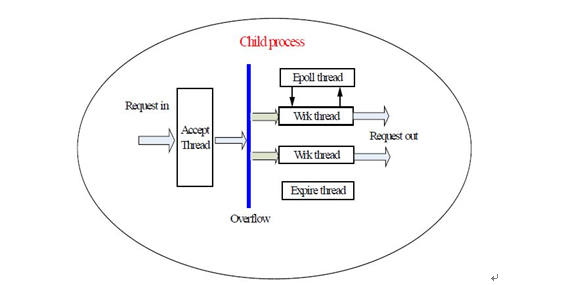 Child process
Epoll thread
Request in
Wrk thread
Accept
Thread
Request out
Wrk thread
Expire thread
Overflow